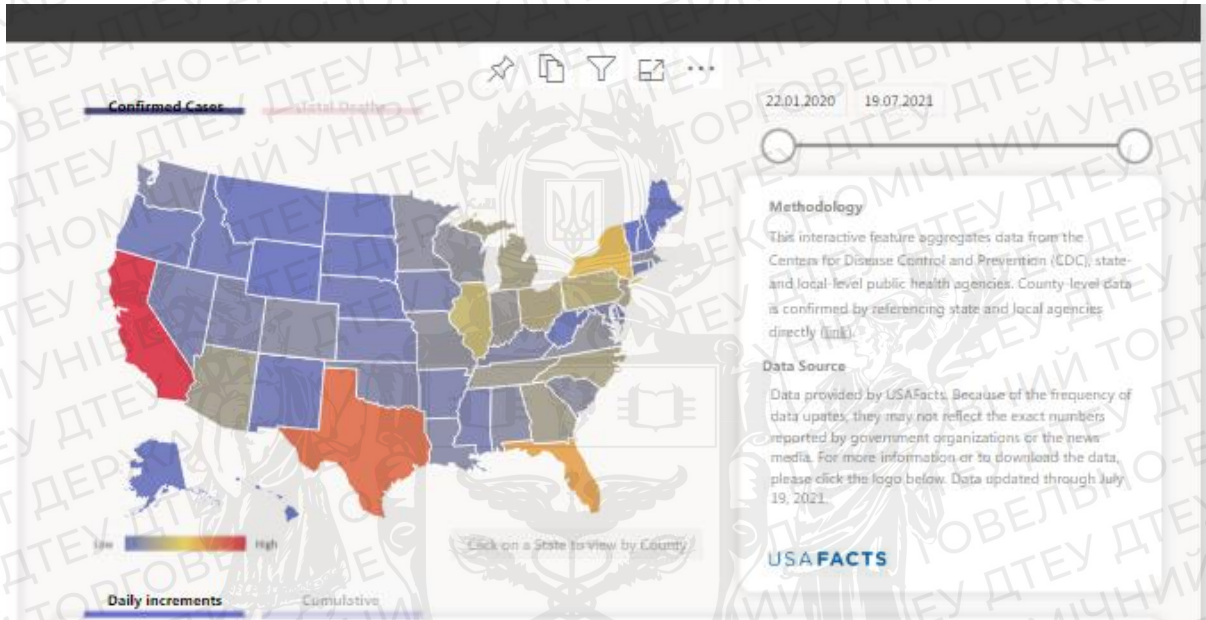 Confirmed Cases
Total Deaths
22.01.2020 19.07.2021
Methodology
This interactive feature aggregates data from the
Centers for Disease Control and Prevention (CDC), state-
and local-level public health agencies. County-level data
is confirmed by referencing state and local agencies
directly (link).
Data Source
Data provided by USAFacts. Because of the frequency of
data upates, they may not reflect the exact numbers
reported by government organizations or the news
media. For more information or to download the data,
please click the logo below. Data updated through July
19, 2021.
Low High
Click on a State to view by County
USAFACTS
Daily increments Cumulative